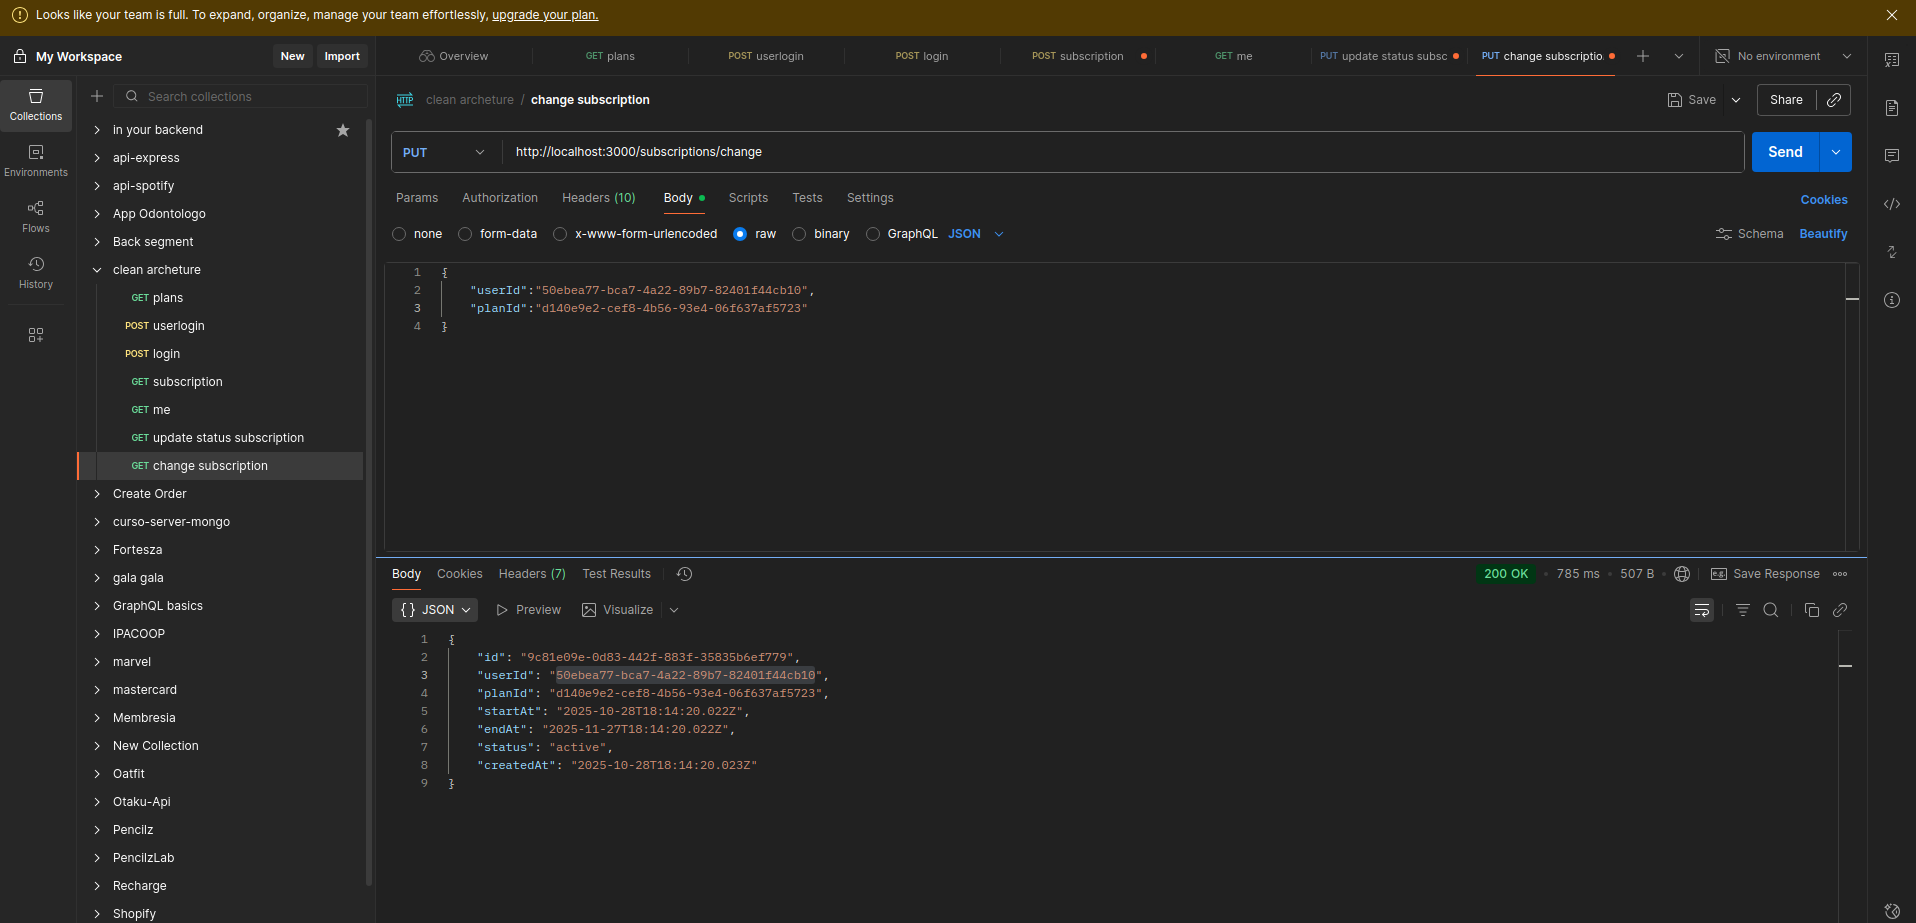 Looks like your team is full. To expand, organize, manage your team effortlessly, upgrade your plan.
My Workspace
New
Import
Overview
GET plans
POST userlogin
POST login
POST subscription
GET me
PUT update status subsc
PUT change subscriptio
No environment
Collections
Environments
Flows
History
Search collections
in your backend
api-express
api-spotify
App Odontologo
Back segment
clean archeture
GET plans
POST userlogin
POST login
GET subscription
GET me
GET update status subscription
GET change subscription
Create Order
curso-server-mongo
Fortesza
gala gala
GraphQL basics
IPACOOP
marvel
mastercard
Membresia
New Collection
Oatfit
Otaku-Api
Pencilz
PencilzLab
Recharge
Shopify
HTTP clean archeture / change subscription
Save
Share
PUT
http://localhost:3000/subscriptions/change
Send
Params Authorization Headers (10) Body Scripts Tests Settings
Cookies
none form-data x-www-form-urlencoded raw binary GraphQL JSON
Schema Beautify
1 {
2 "userId":"50ebea77-bca7-4a22-89b7-82401f44cb10",
3 "planId":"d140e9e2-cef8-4b56-93e4-06f637af5723"
4 }
Body Cookies Headers (7) Test Results
200 OK • 785 ms • 507 B •
e.g. Save Response
{} JSON
Preview
Visualize
1 {
2 "id": "9c81e09e-0d83-442f-883f-35835b6ef779",
3 "userId": "50ebea77-bca7-4a22-89b7-82401f44cb10",
4 "planId": "d140e9e2-cef8-4b56-93e4-06f637af5723",
5 "startAt": "2025-10-28T18:14:20.022Z",
6 "endAt": "2025-11-27T18:14:20.022Z",
7 "status": "active",
8 "createdAt": "2025-10-28T18:14:20.023Z"
9 }